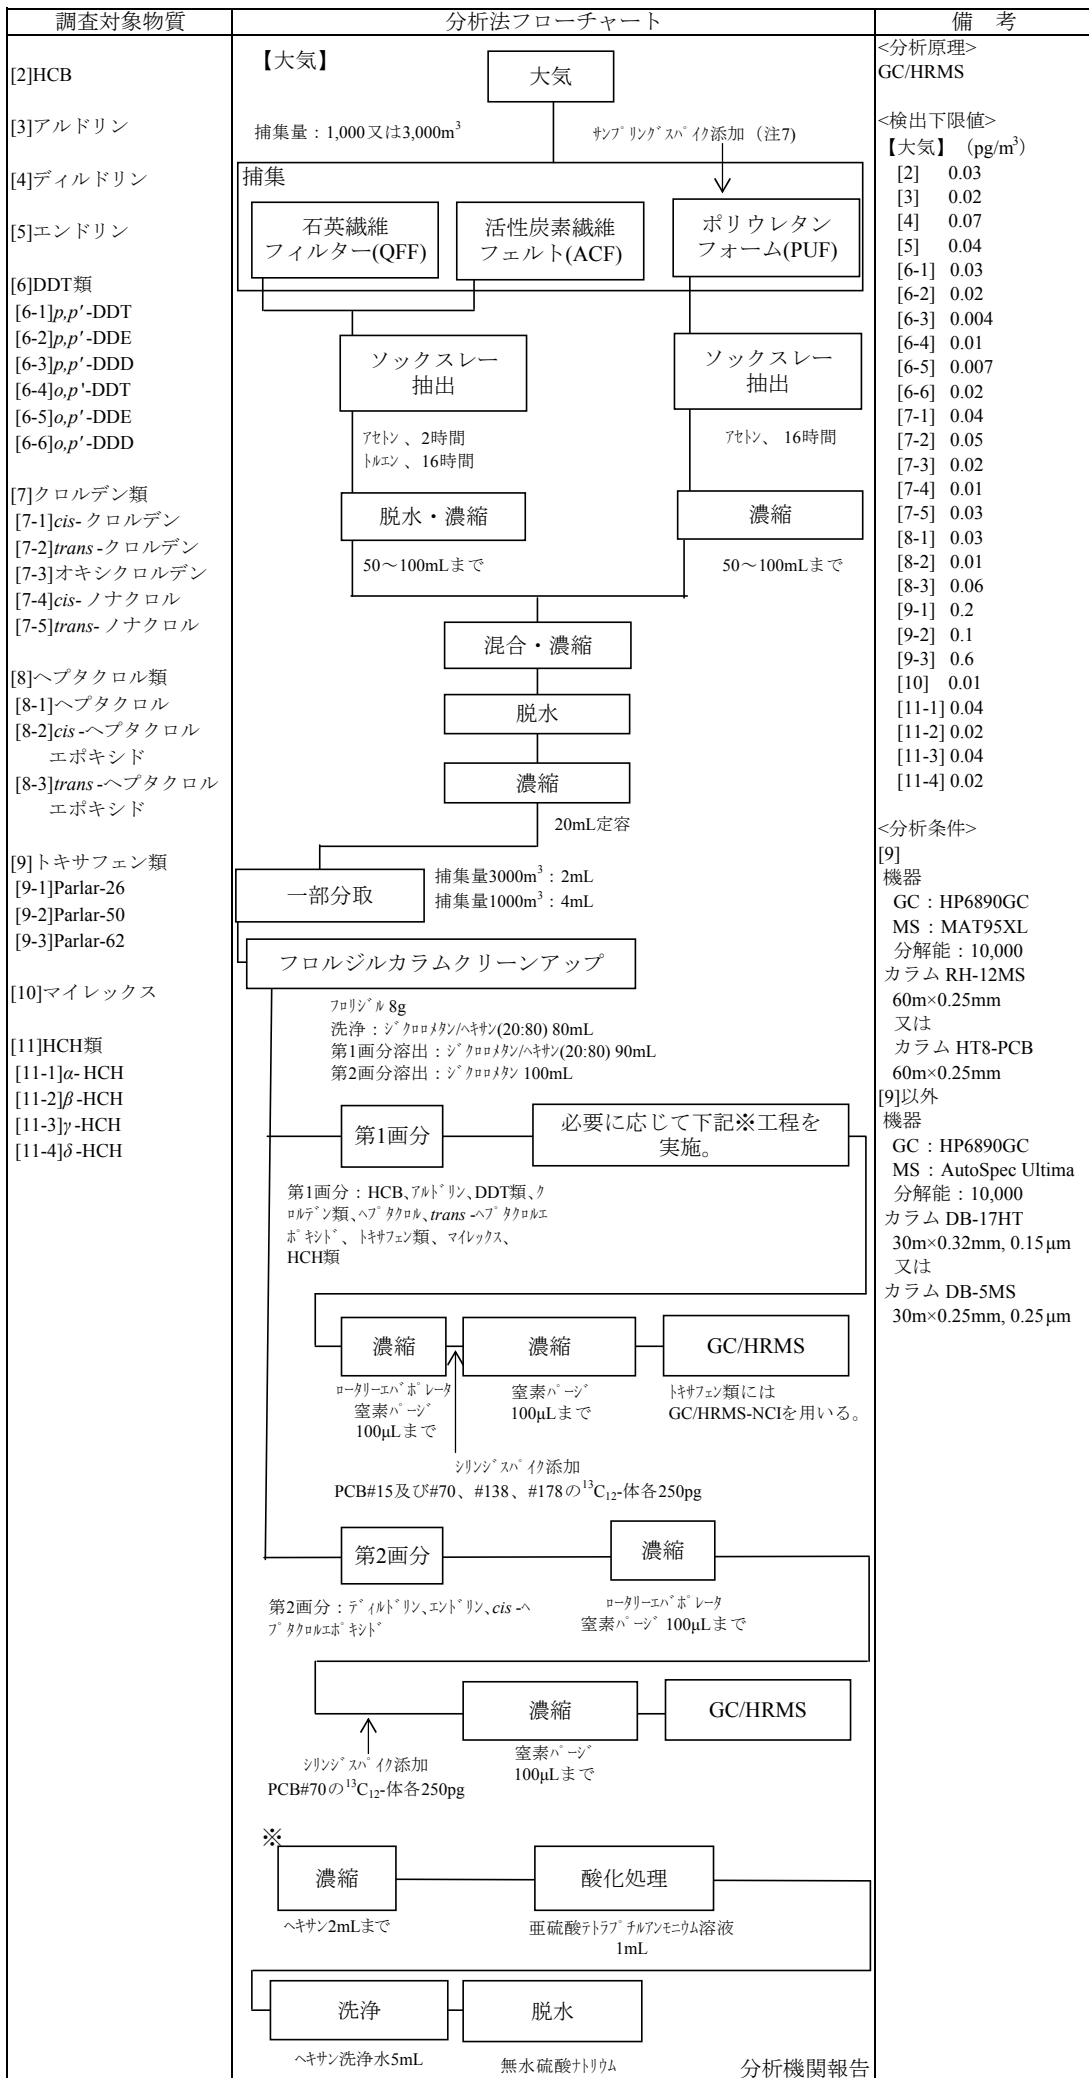 調査対象物質
分析法フローチャート
備　考
[2]HCB
[3]アルドリン
[4]ディルドリン
[5]エンドリン
[6]DDT類
[6-1]p,p'-DDT
[6-2]p,p'-DDE
[6-3]p,p'-DDD
[6-4]o,p'-DDT
[6-5]o,p'-DDE
[6-6]o,p'-DDD
[7]クロルデン類
[7-1]cis-クロルデン
[7-2]trans-クロルデン
[7-3]オキシクロルデン
[7-4]cis-ノナクロル
[7-5]trans-ノナクロル
[8]ヘプタクロル類
[8-1]ヘプタクロル
[8-2]cis-ヘプタクロル
エポキシド
[8-3]trans-ヘプタクロル
エポキシド
[9]トキサフェン類
[9-1]Parlar-26
[9-2]Parlar-50
[9-3]Parlar-62
[10]マイレックス
[11]HCH類
[11-1]α-HCH
[11-2]β-HCH
[11-3]γ-HCH
[11-4]δ-HCH
【大気】
大気
捕集量：1,000又は3,000m³
ｻﾝﾌﾟﾘﾝｸﾞｽﾊﾟｲｸ添加（注7）
捕集
石英繊維
フィルター(QFF)
活性炭素繊維
フェルト(ACF)
ポリウレタン
フォーム(PUF)
ソックスレー
抽出
ソックスレー
抽出
ｱｾﾄﾝ 、2時間
ﾄﾙｴﾝ 、16時間
ｱｾﾄﾝ、 16時間
脱水・濃縮
濃縮
50～100mLまで
50～100mLまで
混合・濃縮
脱水
濃縮
20mL定容
一部分取
捕集量3000m³：2mL
捕集量1000m³：4mL
フロルジルカラムクリーンアップ
ﾌﾛﾘｼﾞﾙ 8g
洗浄：ｼﾞｸﾛﾛﾒﾀﾝ/ﾍｷｻﾝ(20:80) 80mL
第1画分溶出：ｼﾞｸﾛﾛﾒﾀﾝ/ﾍｷｻﾝ(20:80) 90mL
第2画分溶出：ｼﾞｸﾛﾛﾒﾀﾝ 100mL
第1画分
必要に応じて下記※工程を
実施。
第1画分：HCB、ｱﾙﾄﾞﾘﾝ、DDT類、ｸ
ﾛﾙﾃﾞﾝ類、ﾍﾌﾟﾀｸﾛﾙ、trans-ﾍﾌﾟﾀｸﾛﾙｴ
ﾎﾟｷｼﾄﾞ、ﾄｷｻﾌｪﾝ類、ﾏｲﾚｯｸｽ、
HCH類
濃縮
濃縮
GC/HRMS
ﾛｰﾀﾘｰｴﾊﾞﾎﾟﾚｰﾀ
窒素ﾊﾟｰｼﾞ
100μLまで
窒素ﾊﾟｰｼﾞ
100μLまで
ﾄｷｻﾌｪﾝ類には
GC/HRMS-NCIを用いる。
ｼﾘﾝｼﾞｽﾊﾟｲｸ添加
PCB#15及び#70、#138、#178の¹³C₁₂-体各250pg
第2画分
濃縮
第2画分：ﾃﾞｨﾙﾄﾞﾘﾝ、ｴﾝﾄﾞﾘﾝ、cis-ﾍ
ﾌﾟﾀｸﾛﾙｴﾎﾟｷｼﾄﾞ
ﾛｰﾀﾘｰｴﾊﾞﾎﾟﾚｰﾀ
窒素ﾊﾟｰｼﾞ 100μLまで
濃縮
GC/HRMS
窒素ﾊﾟｰｼﾞ
100μLまで
ｼﾘﾝｼﾞｽﾊﾟｲｸ添加
PCB#70の¹³C₁₂-体各250pg
※
濃縮
酸化処理
ﾍｷｻﾝ2mLまで
亜硫酸ﾃﾄﾗﾌﾞﾁﾙｱﾝﾓﾆｳﾑ溶液
1mL
洗浄
脱水
ﾍｷｻﾝ洗浄水5mL
無水硫酸ﾅﾄﾘｳﾑ
分析機関報告
<分析原理>
GC/HRMS
<検出下限値>
【大気】（pg/m³）
[2] 0.03
[3] 0.02
[4] 0.07
[5] 0.04
[6-1] 0.03
[6-2] 0.02
[6-3] 0.004
[6-4] 0.01
[6-5] 0.007
[6-6] 0.02
[7-1] 0.04
[7-2] 0.05
[7-3] 0.02
[7-4] 0.01
[7-5] 0.03
[8-1] 0.03
[8-2] 0.01
[8-3] 0.06
[9-1] 0.2
[9-2] 0.1
[9-3] 0.6
[10] 0.01
[11-1] 0.04
[11-2] 0.02
[11-3] 0.04
[11-4] 0.02
<分析条件>
[9]
機器
GC：HP6890GC
MS：MAT95XL
分解能：10,000
カラム RH-12MS
60m×0.25mm
又は
カラム HT8-PCB
60m×0.25mm
[9]以外
機器
GC：HP6890GC
MS：AutoSpec Ultima
分解能：10,000
カラム DB-17HT
30m×0.32mm, 0.15μm
又は
カラム DB-5MS
30m×0.25mm, 0.25μm